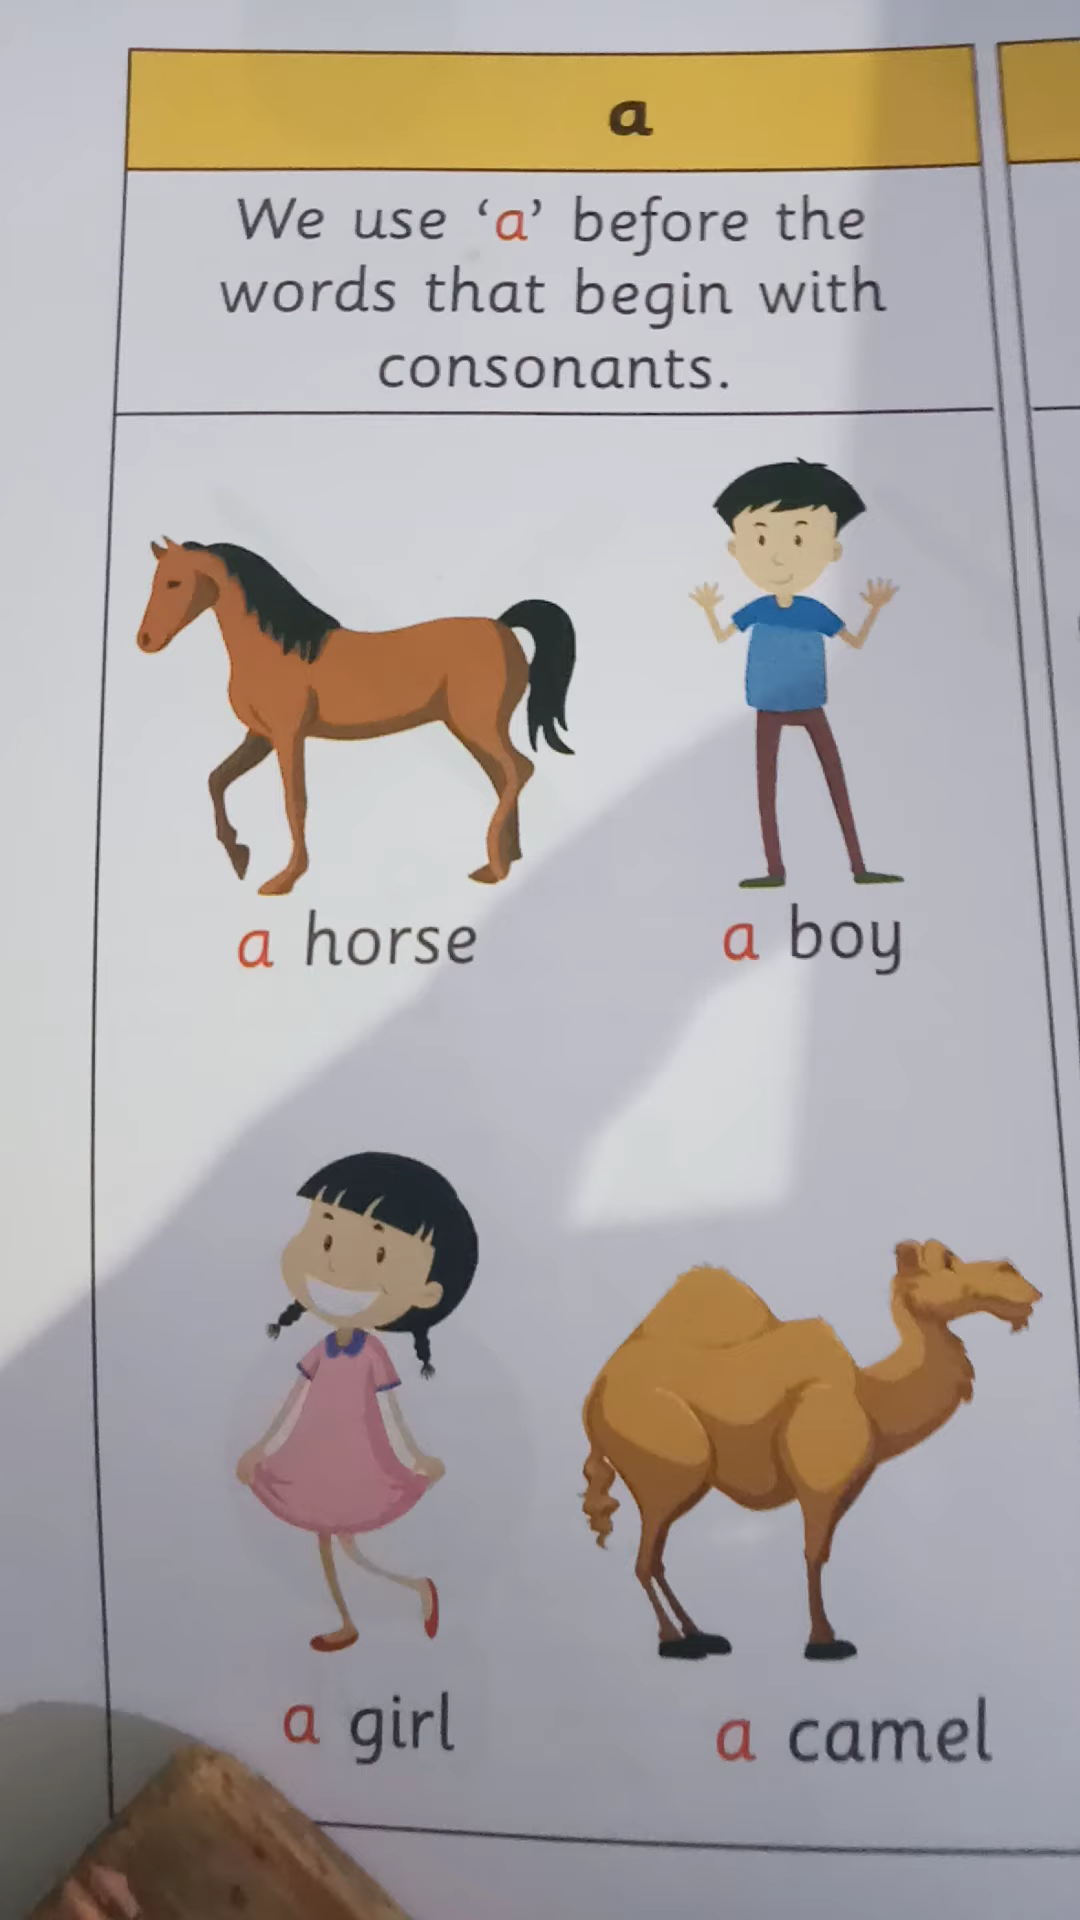 a
We use ‘a’ before the
words that begin with
consonants.
a horse
a boy
a girl
a camel